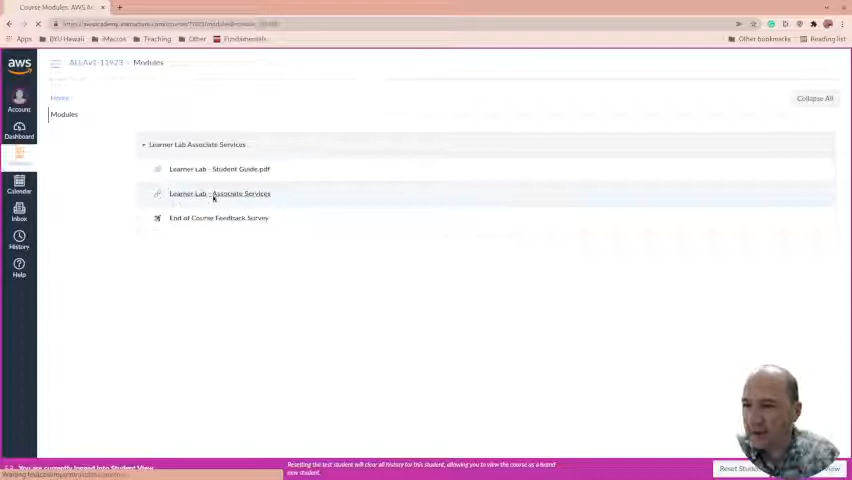 Course Modules: AWS A
Apps
BYU Hawaii
iMacros
Teaching
Other
Fundamentals
Other bookmarks
Reading list
aws
ALLAv1-11923 › Modules
Account
Dashboard
Calendar
Inbox
History
Help
Home
Modules
Collapse All
Learner Lab Associate Services
Learner Lab - Student Guide.pdf
Learner Lab - Associate Services
End of Course Feedback Survey
You are currently logged into Student View
Resetting the test student will clear all history for this student, allowing you to view the course as a brand
new student.
Reset Stude